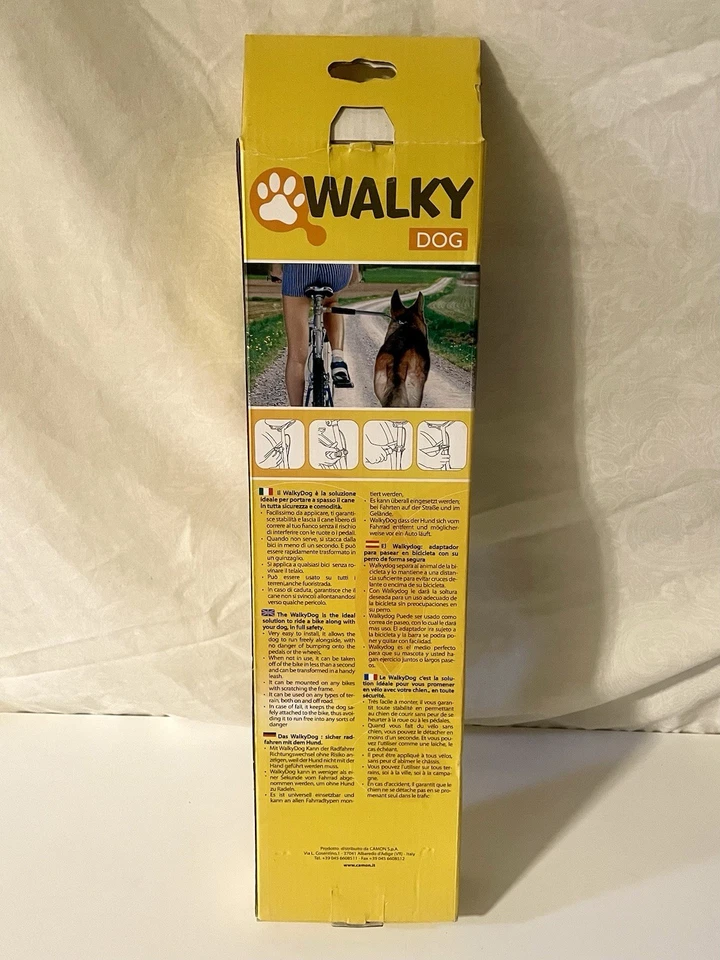 WALKY
DOG
Il WalkyDog è la soluzione
ideale per portare a spasso il cane
in tutta sicurezza e comodità.
• Facilissimo da applicare, ti garanti-
sce stabilità e lascia il cane libero di
correre al tuo fianco senza il rischio
di interferire con le ruote o i pedali.
• Quando non serve, si stacca dalla
bici in meno di un secondo. E può
essere rapidamente trasformato in
un guinzaglio.
• Si applica a qualsiasi bici senza ro-
vinare il telaio.
• Può essere usato su tutti i
terreni,anche fuoristrada.
• In caso di caduta, garantisce che il
cane non si svincoli allontanandosi
verso qualche pericolo.
The WalkyDog is the ideal
solution to ride a bike along with
your dog, in full safety.
• Very easy to install, it allows the
dog to run freely alongside, with
no danger of bumping onto the
pedals or the wheels.
• When not in use, it can be taken
off of the bike in less than a second
and can be transformed in a handy
leash.
• It can be mounted on any bikes
with scratching the frame.
• It can be used on any types of ter-
rain, both on and off road.
• In case of fall, it keeps the dog sa-
fely attached to the bike, thus avoi-
ding it to run free into any sorts of
danger
Das WalkyDog : sicher rad-
fahren mit dem Hund.
• Mit WalkyDog Kann der Radfahrer
Richtungswechsel ohne Risiko an-
zeigen, weil der Hund nicht mit der
Hand geführt werden muss.
• WalkyDog kann in weniger als ei-
ner Sekunde vom Fahrrad abge-
nommen werden, um ohne Hund
zu Radeln.
• Es ist universell einsetzbar und
kann an allen Fahrradtypen mon-
tiert werden,
• Es kann überall eingesetzt werden:
bei Fahrten auf der Straße und im
Gelände,
• WalkyDog dass der Hund sich vom
Fahrrad entfernt und möglicher-
weise vor ein Auto läuft.
El Walkydog: adaptador
para pasear en bicicleta con su
perro de forma segura
• Walkydog separa al animal de la bi-
cicleta y lo mantiene a una distan-
cia suficiente para evitar cruces de-
lante o encima de su bicicleta.
• Con Walkydog le dará la soltura
deseada para un uso adecuado de
la bicicleta sin preocupaciones en
su perro.
• Walkydog Puede ser usado como
correa de paseo, con lo cual le dará
mas uso. El adaptador ira sujeto a
la bicicleta y la barra se podra po-
ner y quitar con facilidad.
• Walkydog es el medio perfecto
para que su mascota y usted ha-
gan ejercicio juntos o largos pase-
os.
Le WalkyDog c'est la solu-
tion idéale pour vous promener
en vélo avec votre chien., en toute
sécurité.
• Très facile à monter, il vous garan-
tit toute stabilité en permettant
au chien de courir sans peur de se
heurter à la roue ou à les pédales.
• Quand vous fait du vélo sans
chien, vous pouvez le détacher en
moins d'un seconde. Et vous pou-
vez l'utiliser comme une laiche, le
cas échéant.
• Il peut être appliqué à tous vélos,
sans peur d'abimer le châssis.
• Vous pouvez l'utiliser sur tous ter-
rains, soi à la ville, soi à la campa-
gne.
• En cas d'accident, il garantit que le
chien ne se détache pas en se pro-
menant seul dans le trafic
Prodotto distribuito da CAMON S.p.A.
Via L. Cosentino,1 - 37041 Albaredo d'Adige (VR) - Italy
Tel. +39 045 6608511 - Fax +39 045 6608512
www.camon.it